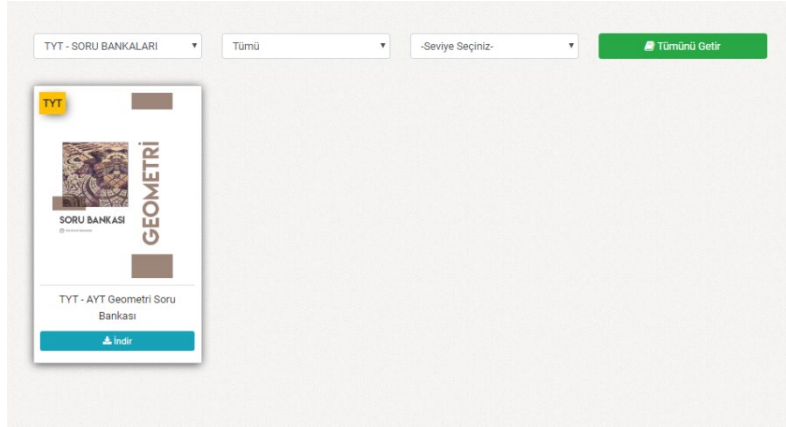 TYT - SORU BANKALARI
Tümü
-Seviye Seçiniz-
Tümünü Getir
TYT
GEOMETRİ
SORU BANKASI
TYT - AYT Geometri Soru
Bankası
İndir